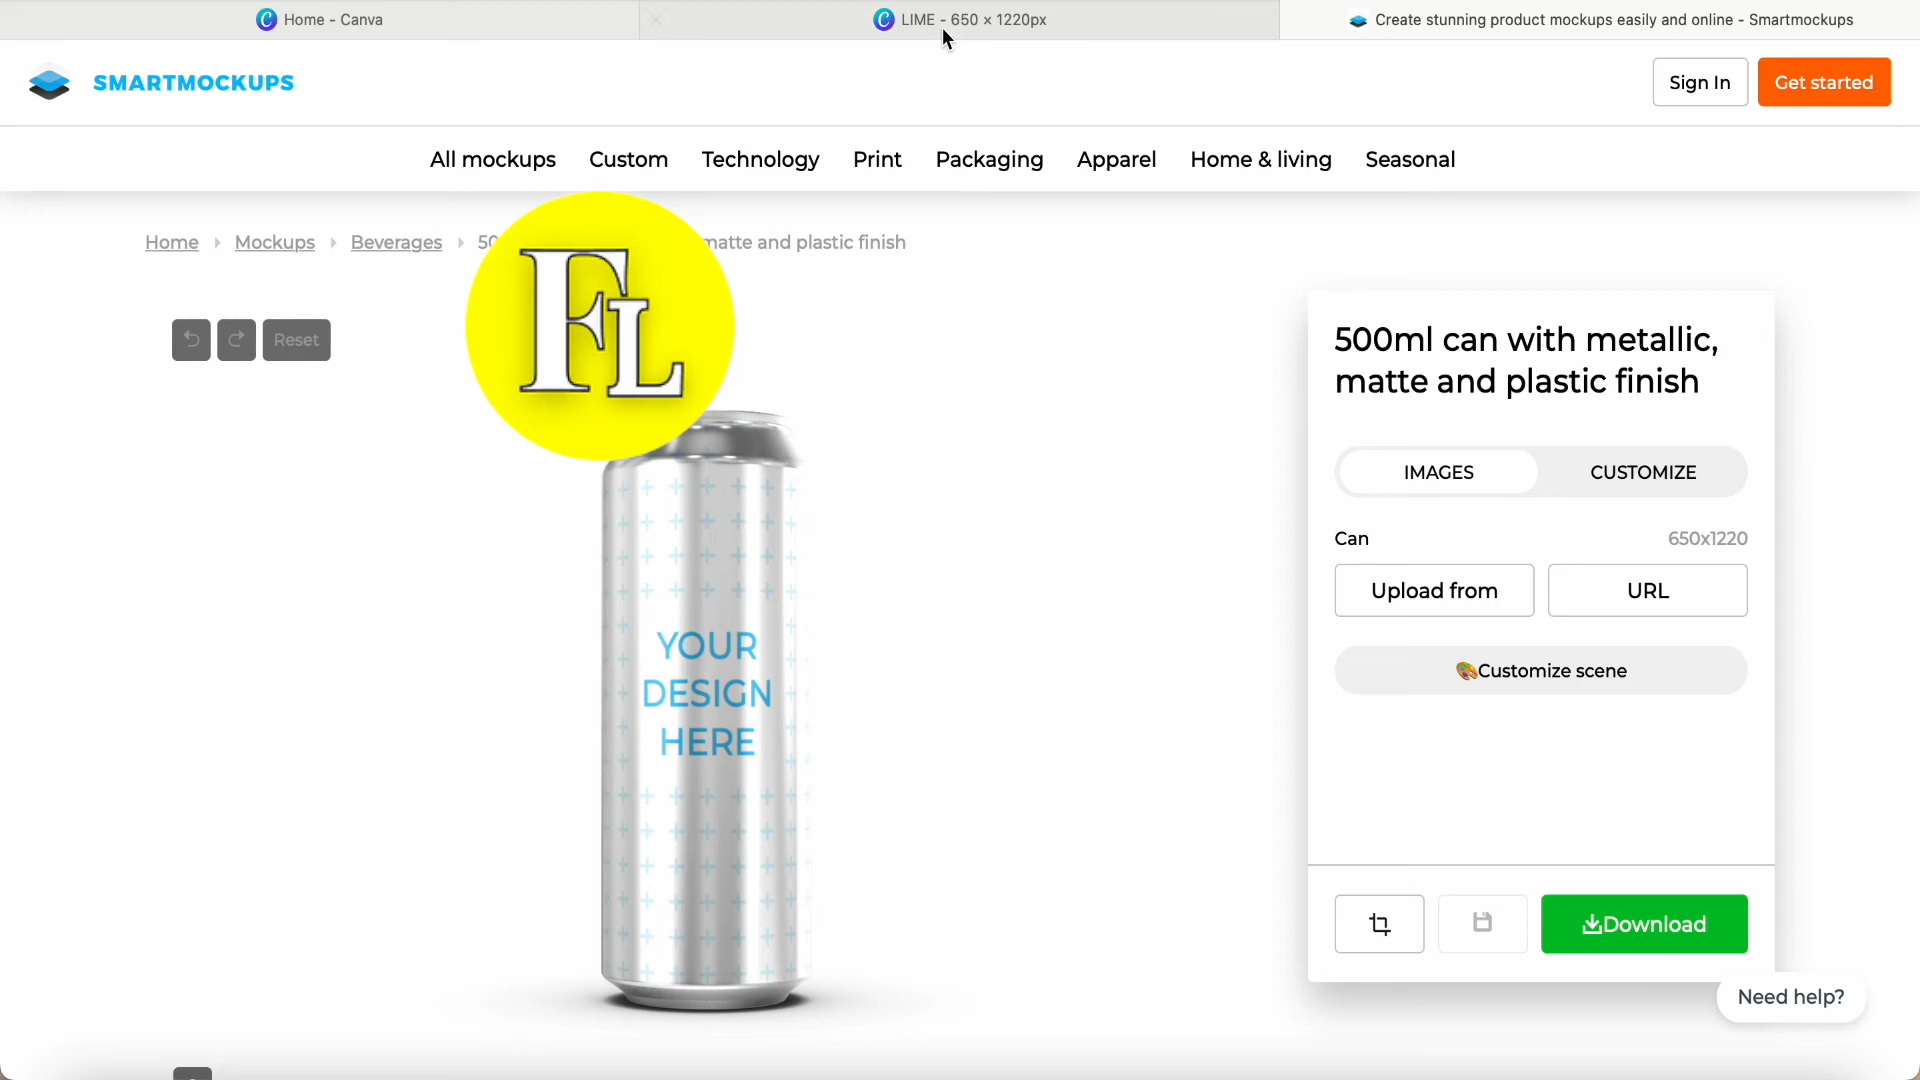 Home - Canva
LIME - 650 × 1220px
Create stunning product mockups easily and online - Smartmockups
SMARTMOCKUPS
Sign In
Get started
All mockups
Custom
Technology
Print
Packaging
Apparel
Home & living
Seasonal
Home
Mockups
Beverages
matte and plastic finish
FL
Reset
500ml can with metallic,
matte and plastic finish
IMAGES
CUSTOMIZE
Can
650x1220
Upload from
URL
Customize scene
YOUR
DESIGN
HERE
Download
Need help?